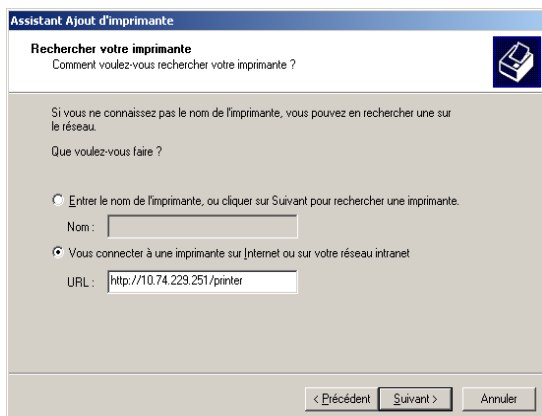 Assistant Ajout d'imprimante
Rechercher votre imprimante
Comment voulez-vous rechercher votre imprimante ?
Si vous ne connaissez pas le nom de l'imprimante, vous pouvez en rechercher une sur
le réseau.
Que voulez-vous faire ?
Entrer le nom de l'imprimante, ou cliquer sur Suivant pour rechercher une imprimante.
Nom :
Vous connecter à une imprimante sur Internet ou sur votre réseau intranet
URL : http://10.74.229.251/printer
< Précédent Suivant > Annuler